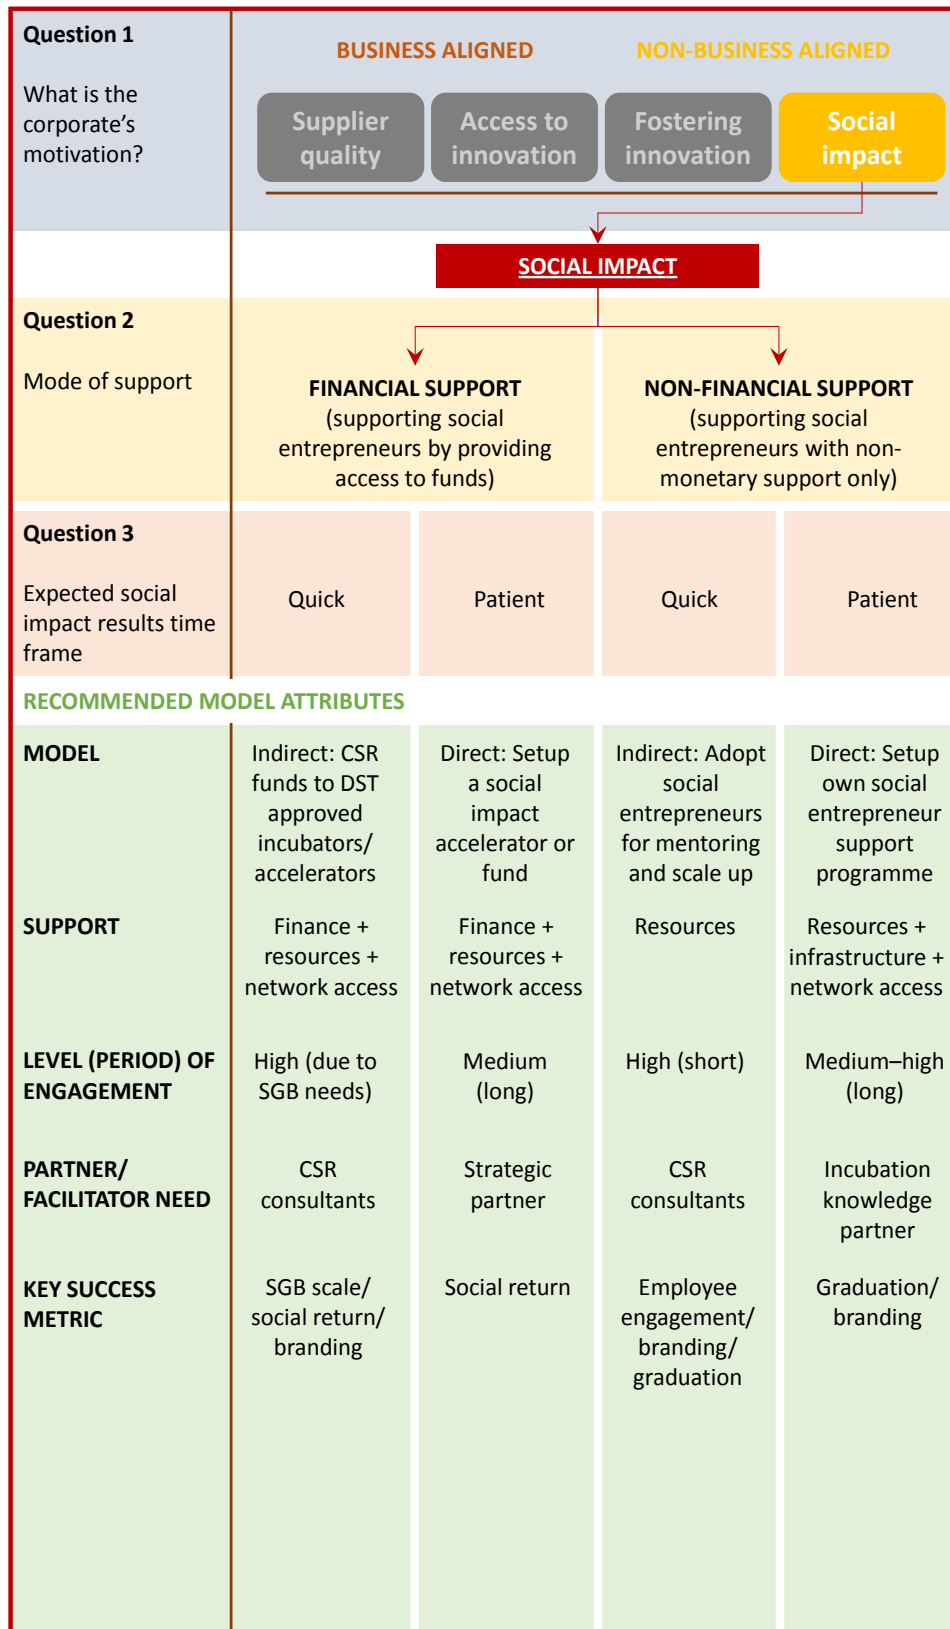 Question 1
What is the
corporate's
motivation?
BUSINESS ALIGNED
NON-BUSINESS ALIGNED
Supplier
quality
Access to
innovation
Fostering
innovation
Social
impact
SOCIAL IMPACT
Question 2
Mode of support
FINANCIAL SUPPORT
(supporting social
entrepreneurs by providing
access to funds)
NON-FINANCIAL SUPPORT
(supporting social
entrepreneurs with non-
monetary support only)
Question 3
Expected social
impact results time
frame
Quick
Patient
Quick
Patient
RECOMMENDED MODEL ATTRIBUTES
MODEL
Indirect: CSR
funds to DST
approved
incubators/
accelerators
Direct: Setup
a social
impact
accelerator or
fund
Indirect: Adopt
social
entrepreneurs
for mentoring
and scale up
Direct: Setup
own social
entrepreneur
support
programme
SUPPORT
Finance +
resources +
network access
Finance +
resources +
network access
Resources
Resources +
infrastructure +
network access
LEVEL (PERIOD) OF
ENGAGEMENT
High (due to
SGB needs)
Medium
(long)
High (short)
Medium–high
(long)
PARTNER/
FACILITATOR NEED
CSR
consultants
Strategic
partner
CSR
consultants
Incubation
knowledge
partner
KEY SUCCESS
METRIC
SGB scale/
social return/
branding
Social return
Employee
engagement/
branding/
graduation
Graduation/
branding